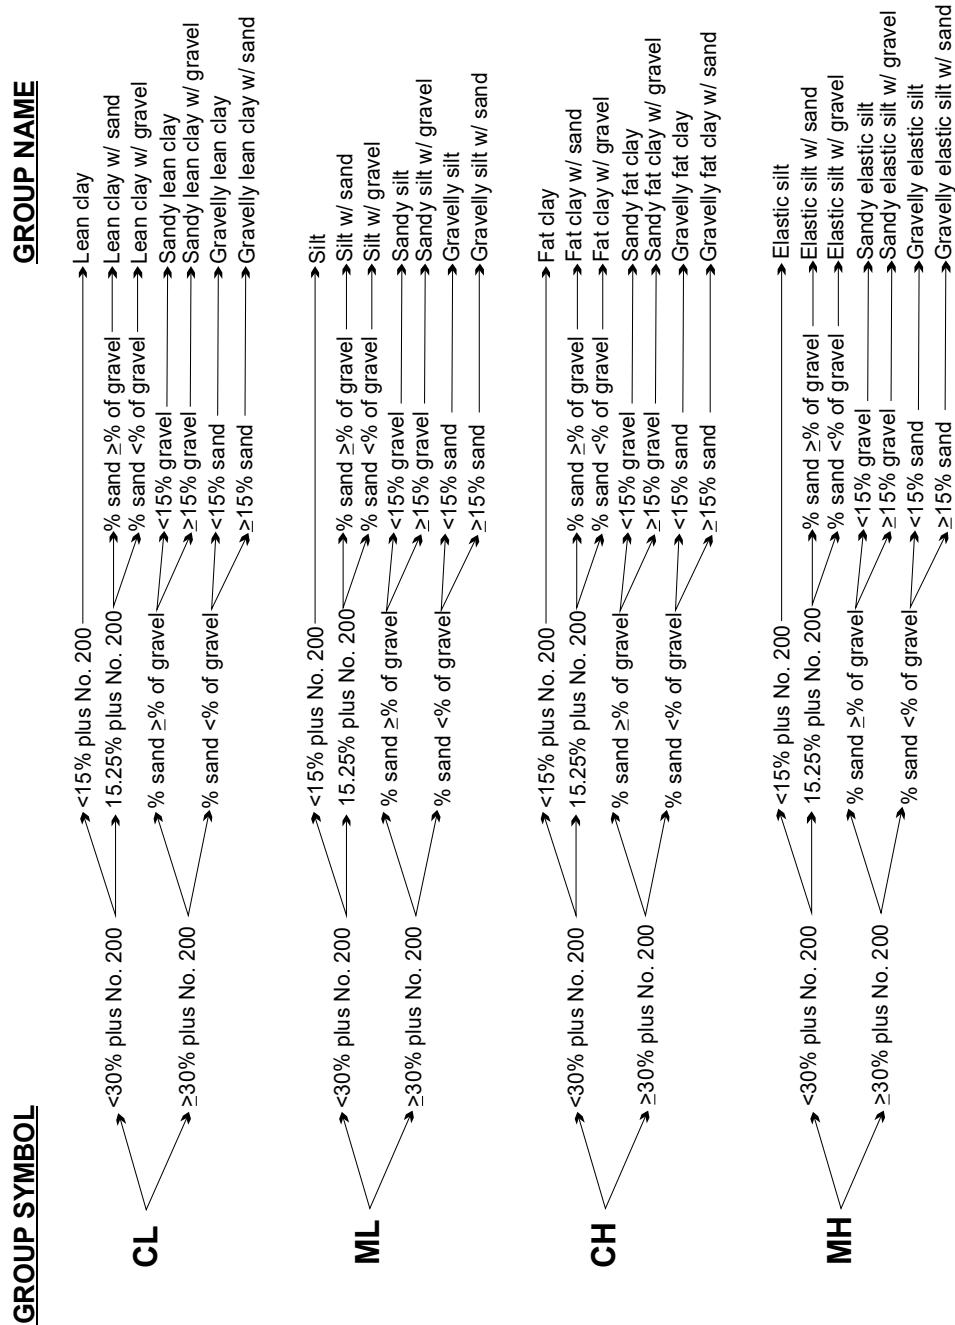 GROUP SYMBOL
GROUP NAME
CL
<30% plus No. 200
≥30% plus No. 200
<15% plus No. 200
15.25% plus No. 200
% sand ≥% of gravel
% sand <% of gravel
% sand ≥% of gravel
% sand <% of gravel
<15% gravel
≥15% gravel
<15% sand
≥15% sand
Lean clay
Lean clay w/ sand
Lean clay w/ gravel
Sandy lean clay
Sandy lean clay w/ gravel
Gravelly lean clay
Gravelly lean clay w/ sand
ML
<30% plus No. 200
≥30% plus No. 200
<15% plus No. 200
15.25% plus No. 200
% sand ≥% of gravel
% sand <% of gravel
% sand ≥% of gravel
% sand <% of gravel
<15% gravel
≥15% gravel
<15% sand
≥15% sand
Silt
Silt w/ sand
Silt w/ gravel
Sandy silt
Sandy silt w/ gravel
Gravelly silt
Gravelly silt w/ sand
CH
<30% plus No. 200
≥30% plus No. 200
<15% plus No. 200
15.25% plus No. 200
% sand ≥% of gravel
% sand <% of gravel
% sand ≥% of gravel
% sand <% of gravel
<15% gravel
≥15% gravel
<15% sand
≥15% sand
Fat clay
Fat clay w/ sand
Fat clay w/ gravel
Sandy fat clay
Sandy fat clay w/ gravel
Gravelly fat clay
Gravelly fat clay w/ sand
MH
<30% plus No. 200
≥30% plus No. 200
<15% plus No. 200
15.25% plus No. 200
% sand ≥% of gravel
% sand <% of gravel
% sand ≥% of gravel
% sand <% of gravel
<15% gravel
≥15% gravel
<15% sand
≥15% sand
Elastic silt
Elastic silt w/ sand
Elastic silt w/ gravel
Sandy elastic silt
Sandy elastic silt w/ gravel
Gravelly elastic silt
Gravelly elastic silt w/ sand